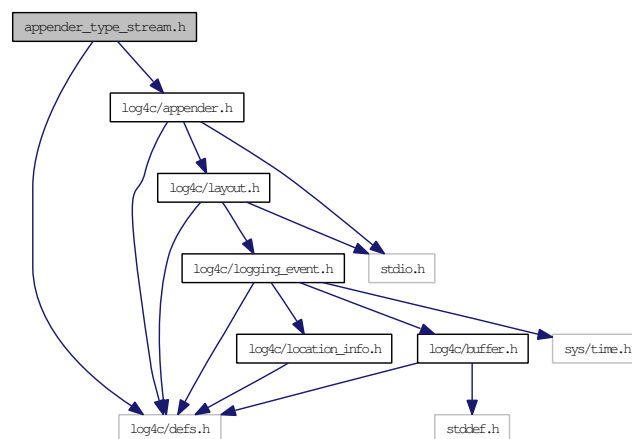 appender_type_stream.h
log4c/appender.h
log4c/layout.h
log4c/logging_event.h
stdio.h
log4c/location_info.h
log4c/buffer.h
sys/time.h
log4c/defs.h
stddef.h